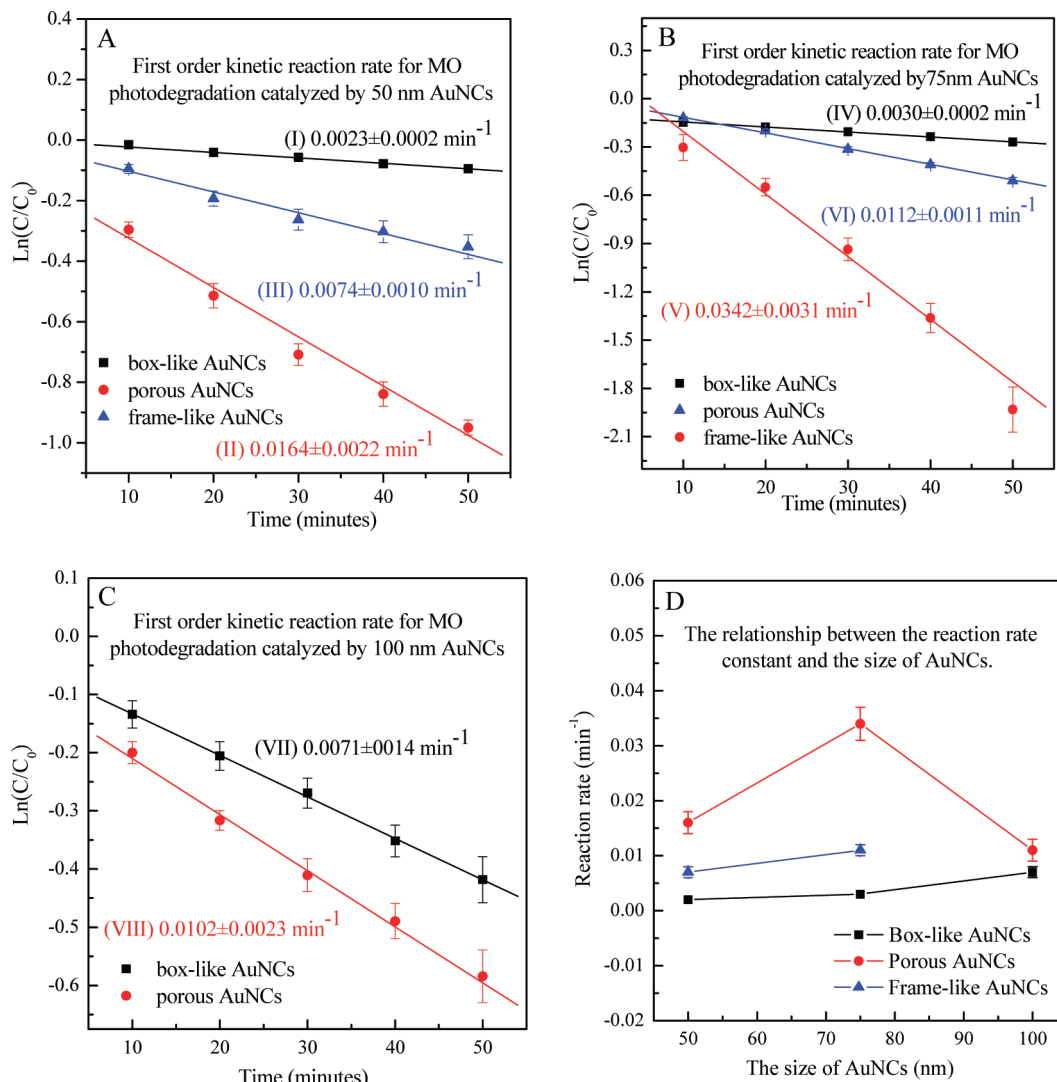 A
First order kinetic reaction rate for MO
photodegradation catalyzed by 50 nm AuNCs
(I) 0.0023±0.0002 min-1
(III) 0.0074±0.0010 min-1
(II) 0.0164±0.0022 min-1
box-like AuNCs
porous AuNCs
frame-like AuNCs
Ln(C/C0)
0.4
0.2
0.0
-0.2
-0.4
-0.6
-0.8
-1.0
10 20 30 40 50
Time (minutes)
B
First order kinetic reaction rate for MO
photodegradation catalyzed by75nm AuNCs
(IV) 0.0030±0.0002 min-1
(VI) 0.0112±0.0011 min-1
(V) 0.0342±0.0031 min-1
box-like AuNCs
porous AuNCs
frame-like AuNCs
Ln(C/C0)
0.3
0.0
-0.3
-0.6
-0.9
-1.2
-1.5
-1.8
-2.1
10 20 30 40 50
Time (minutes)
C
First order kinetic reaction rate for MO
photodegradation catalyzed by 100 nm AuNCs
(VII) 0.0071±0014 min-1
(VIII) 0.0102±0.0023 min-1
box-like AuNCs
porous AuNCs
Ln(C/C0)
0.1
0.0
-0.1
-0.2
-0.3
-0.4
-0.5
-0.6
10 20 30 40 50
Time (minutes)
D
The relationship between the reaction rate
constant and the size of AuNCs.
Box-like AuNCs
Porous AuNCs
Frame-like AuNCs
Reaction rate (min-1)
0.06
0.05
0.04
0.03
0.02
0.01
0.00
-0.01
-0.02
50 60 70 80 90 100
The size of AuNCs (nm)